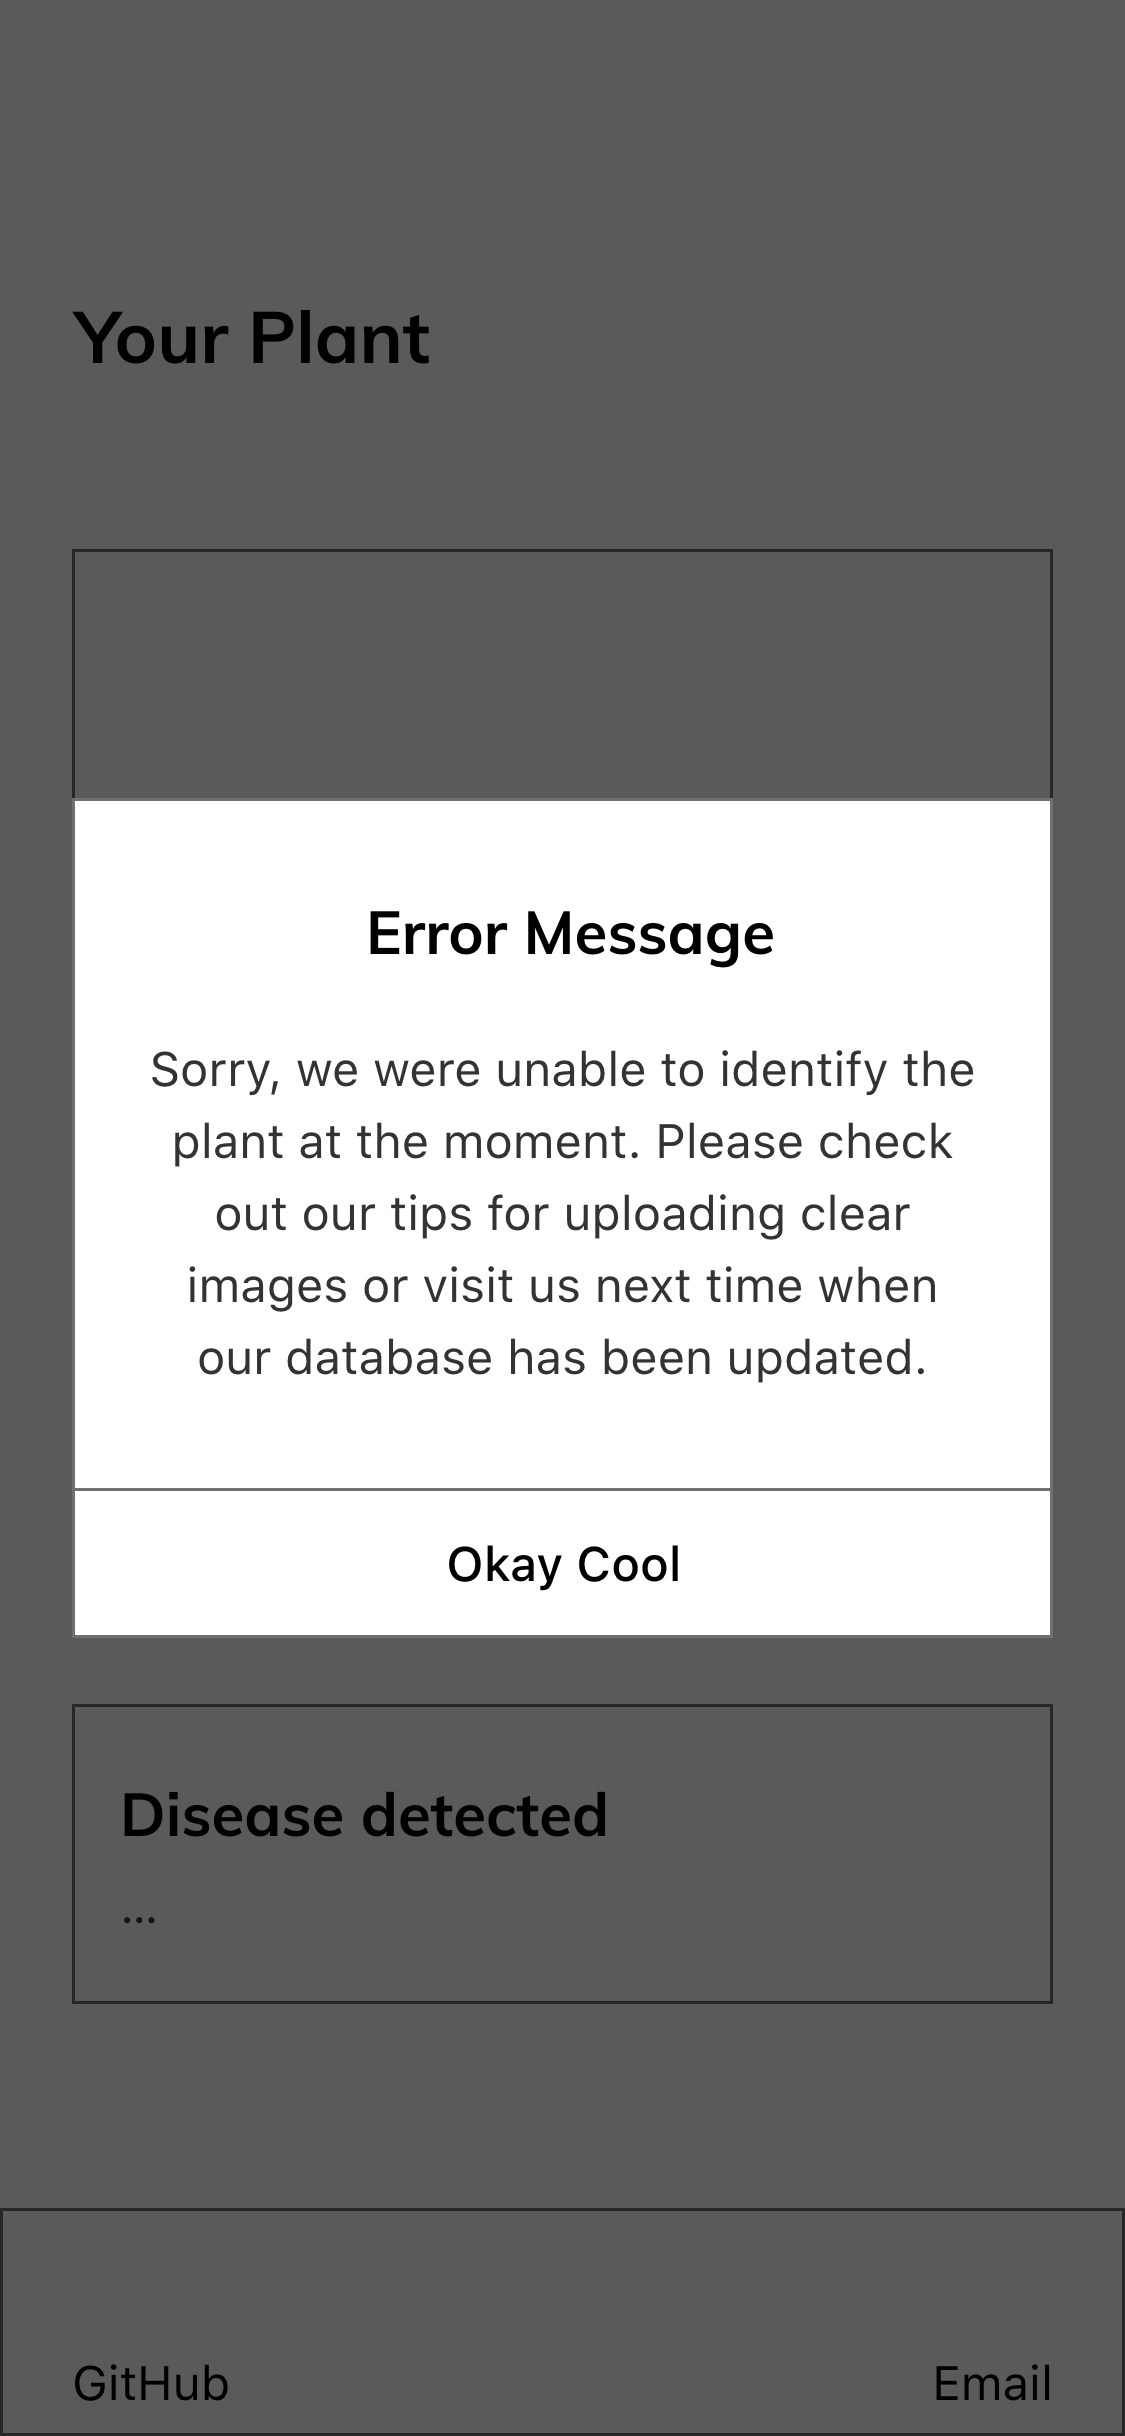 Your Plant
Error Message
Sorry, we were unable to identify the
plant at the moment. Please check
out our tips for uploading clear
images or visit us next time when
our database has been updated.
Okay Cool
Disease detected
...
GitHub
Email